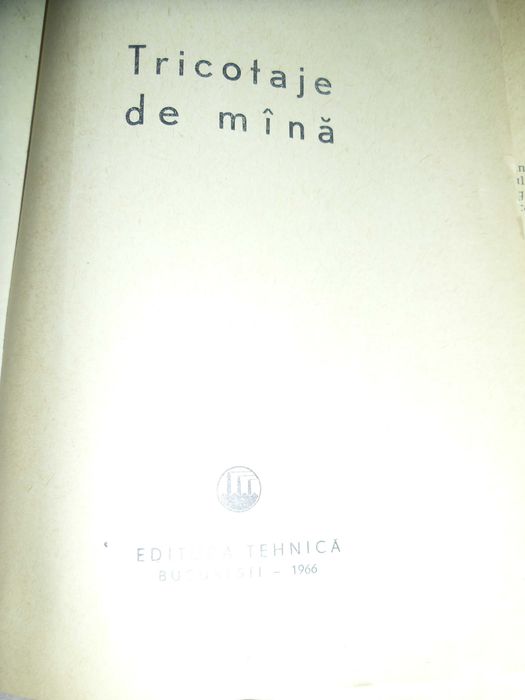 Tricotaje
de mînă
EDITURA TEHNICĂ
BUCUREȘTI – 1966